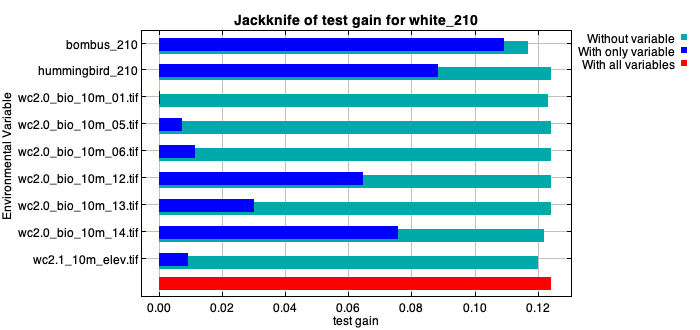 Jackknife of test gain for white_210
Without variable
With only variable
With all variables
Environmental Variable
bombus_210
hummingbird_210
wc2.0_bio_10m_01.tif
wc2.0_bio_10m_05.tif
wc2.0_bio_10m_06.tif
wc2.0_bio_10m_12.tif
wc2.0_bio_10m_13.tif
wc2.0_bio_10m_14.tif
wc2.1_10m_elev.tif
0.00 0.02 0.04 0.06 0.08 0.10 0.12
test gain